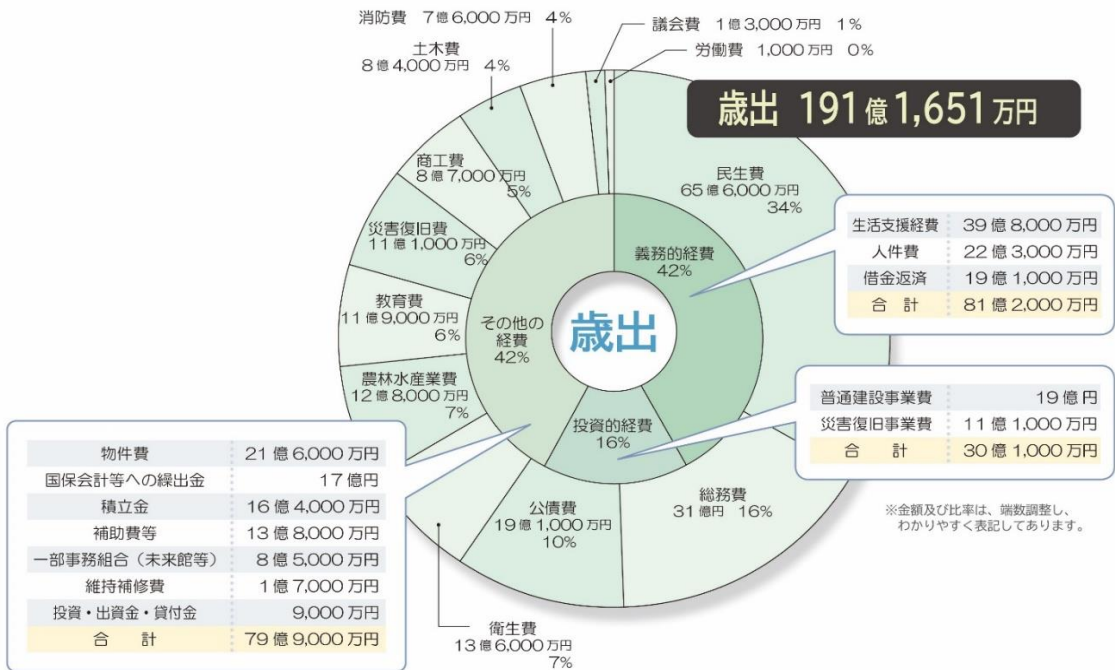 消防費 7億6,000万円 4%
土木費
8億4,000万円 4%
議会費 1億3,000万円 1%
労働費 1,000万円 0%
歳出 191億1,651万円
民生費
65億6,000万円
34%
商工費
8億7,000万円
5%
災害復旧費
11億1,000万円
6%
教育費
11億9,000万円
6%
農林水産業費
12億8,000万円
7%
衛生費
13億6,000万円
7%
公債費
19億1,000万円
10%
総務費
31億円 16%
義務的経費
42%
その他の
経費
42%
投資的経費
16%
歳出
生活支援経費 39億8,000万円
人件費 22億3,000万円
借金返済 19億1,000万円
合計 81億2,000万円
普通建設事業費 19億円
災害復旧事業費 11億1,000万円
合計 30億1,000万円
※金額及び比率は、端数調整し、
わかりやすく表記してあります。
物件費 21億6,000万円
国保会計等への繰出金 17億円
積立金 16億4,000万円
補助費等 13億8,000万円
一部事務組合(未来館等) 8億5,000万円
維持補修費 1億7,000万円
投資・出資金・貸付金 9,000万円
合計 79億9,000万円